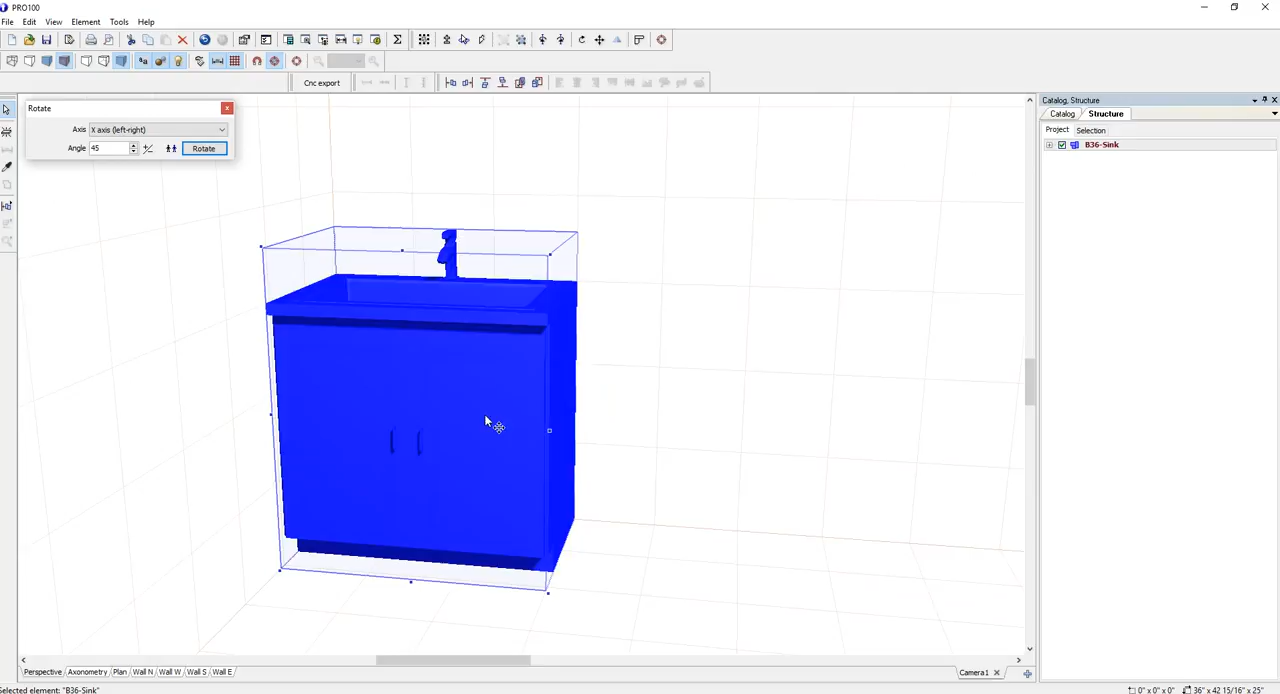 PRO100
File Edit View Element Tools Help
Cnc export
Rotate
Axis X axis (left-right)
Angle 45 Rotate
Catalog, Structure
Catalog Structure
Project Selection
B36-Sink
Perspective Axonometry Plan Wall N Wall W Wall S Wall E
Camera1
Selected element: "B36-Sink"
0" x 0" x 0" 36" x 42 15/16" x 25"